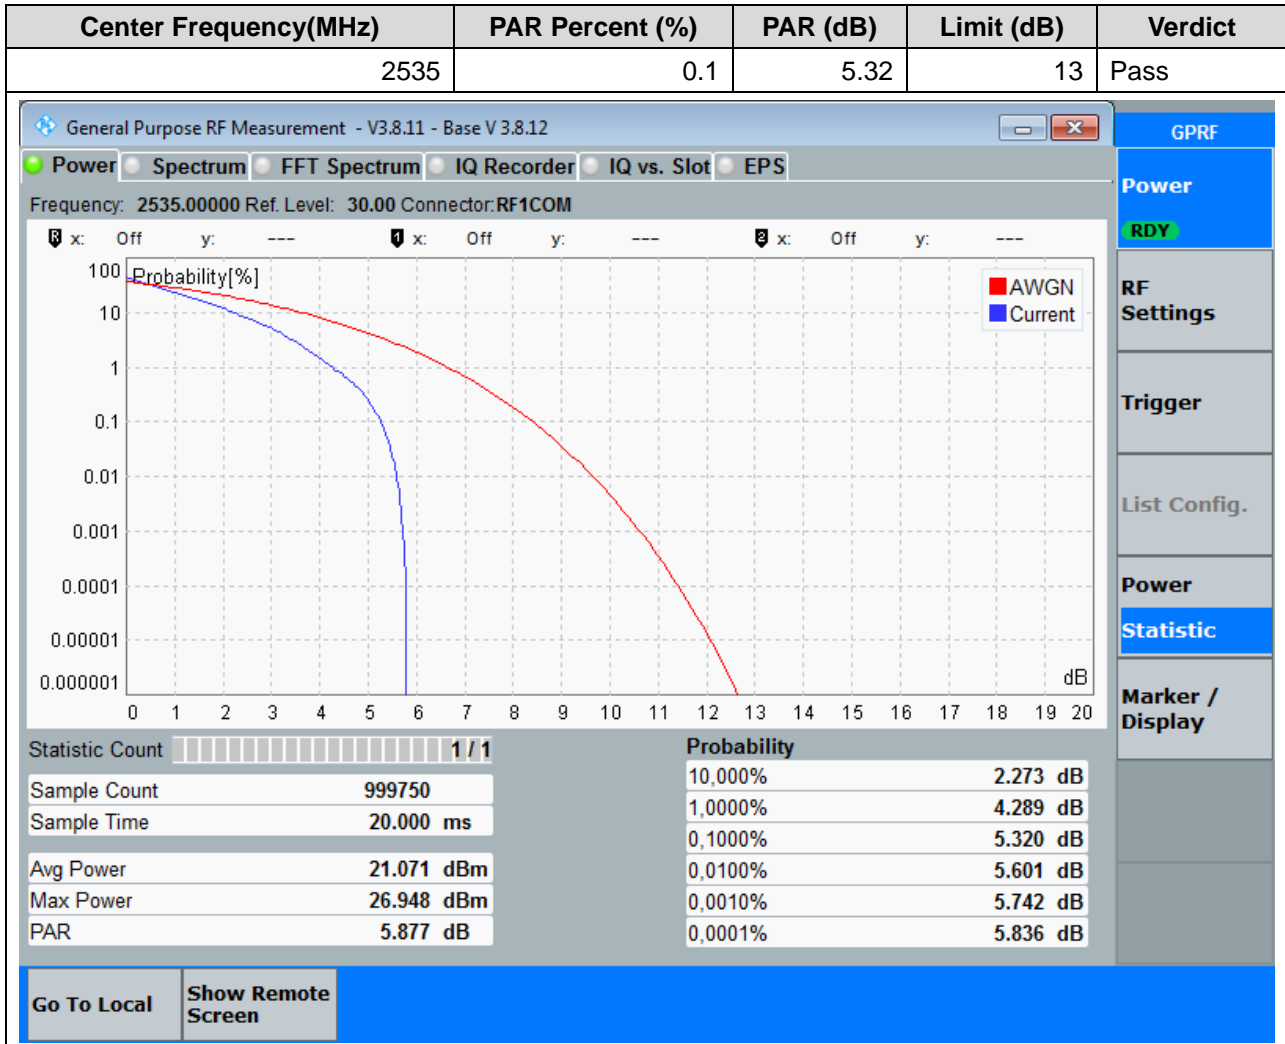 Center Frequency(MHz) PAR Percent (%) PAR (dB) Limit (dB) Verdict
2535 0.1 5.32 13 Pass
General Purpose RF Measurement - V3.8.11 - Base V 3.8.12
GPRF
Power Spectrum FFT Spectrum IQ Recorder IQ vs. Slot EPS
Frequency: 2535.00000 Ref. Level: 30.00 Connector:RF1COM
R x: Off y: --- 1 x: Off y: --- 2 x: Off y: ---
Probability[%]
AWGN
Current
100
10
1
0.1
0.01
0.001
0.0001
0.00001
0.000001
dB
0 1 2 3 4 5 6 7 8 9 10 11 12 13 14 15 16 17 18 19 20
Statistic Count 1 / 1
Sample Count 999750
Sample Time 20.000 ms
Avg Power 21.071 dBm
Max Power 26.948 dBm
PAR 5.877 dB
Probability
10,000% 2.273 dB
1,0000% 4.289 dB
0,1000% 5.320 dB
0,0100% 5.601 dB
0,0010% 5.742 dB
0,0001% 5.836 dB
Power
RDY
RF
Settings
Trigger
List Config.
Power
Statistic
Marker /
Display
Go To Local
Show Remote
Screen